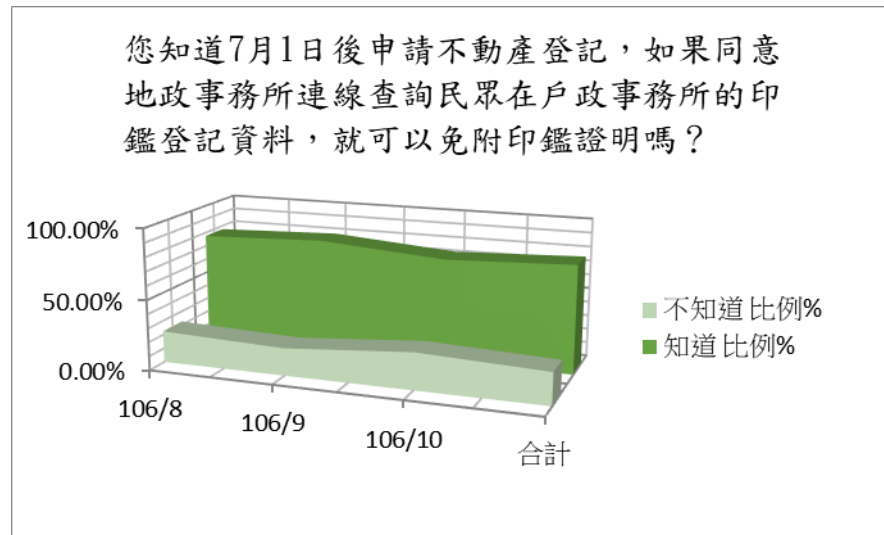 您知道7月1日後申請不動產登記，如果同意
地政事務所連線查詢民眾在戶政事務所的印
鑑登記資料，就可以免附印鑑證明嗎？
100.00%
50.00%
0.00%
106/8
106/9
106/10
合計
不知道 比例%
知道 比例%